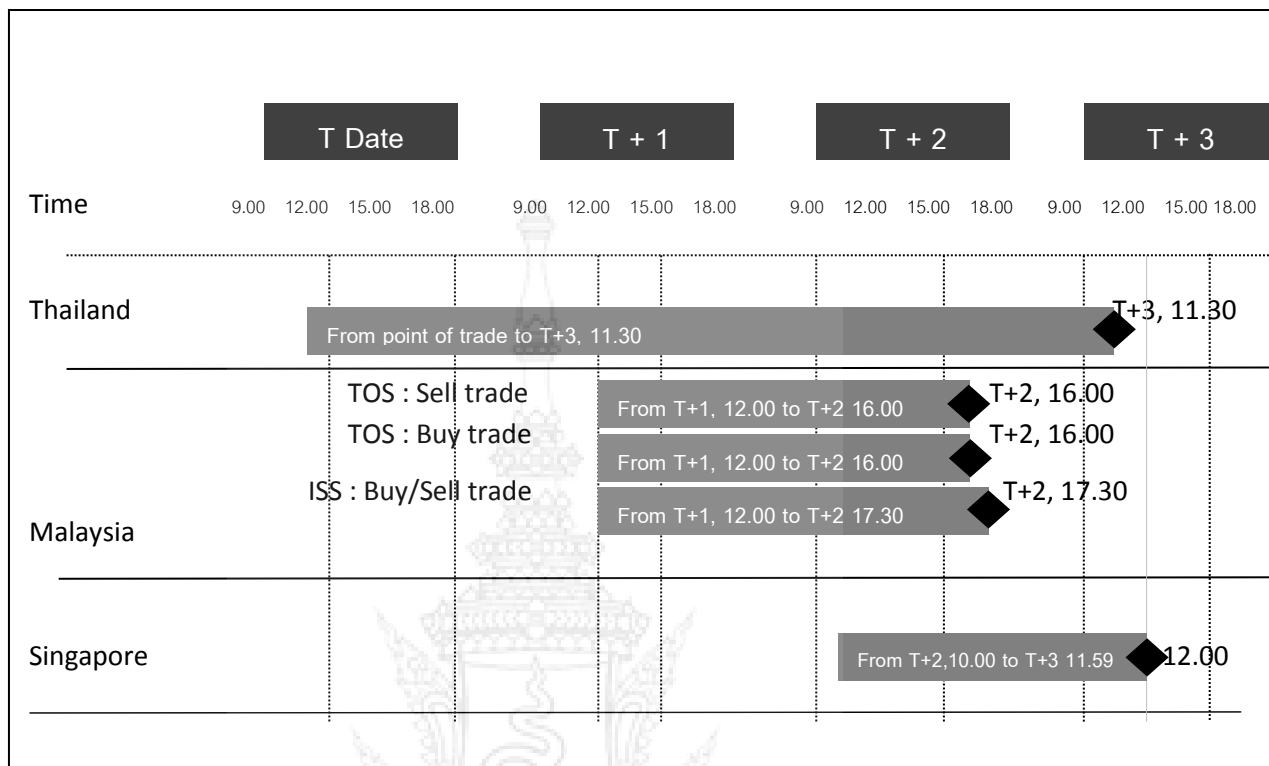 T Date T + 1 T + 2 T + 3
Time 9.00 12.00 15.00 18.00 9.00 12.00 15.00 18.00 9.00 12.00 15.00 18.00 9.00 12.00 15.00 18.00
Thailand
T+3, 11.30
From point of trade to T+3, 11.30
TOS : Sell trade
From T+1, 12.00 to T+2 16.00
T+2, 16.00
TOS : Buy trade
From T+1, 12.00 to T+2 16.00
T+2, 16.00
ISS : Buy/Sell trade
From T+1, 12.00 to T+2 17.30
T+2, 17.30
Malaysia
Singapore
From T+2,10.00 to T+3 11.59
12.00